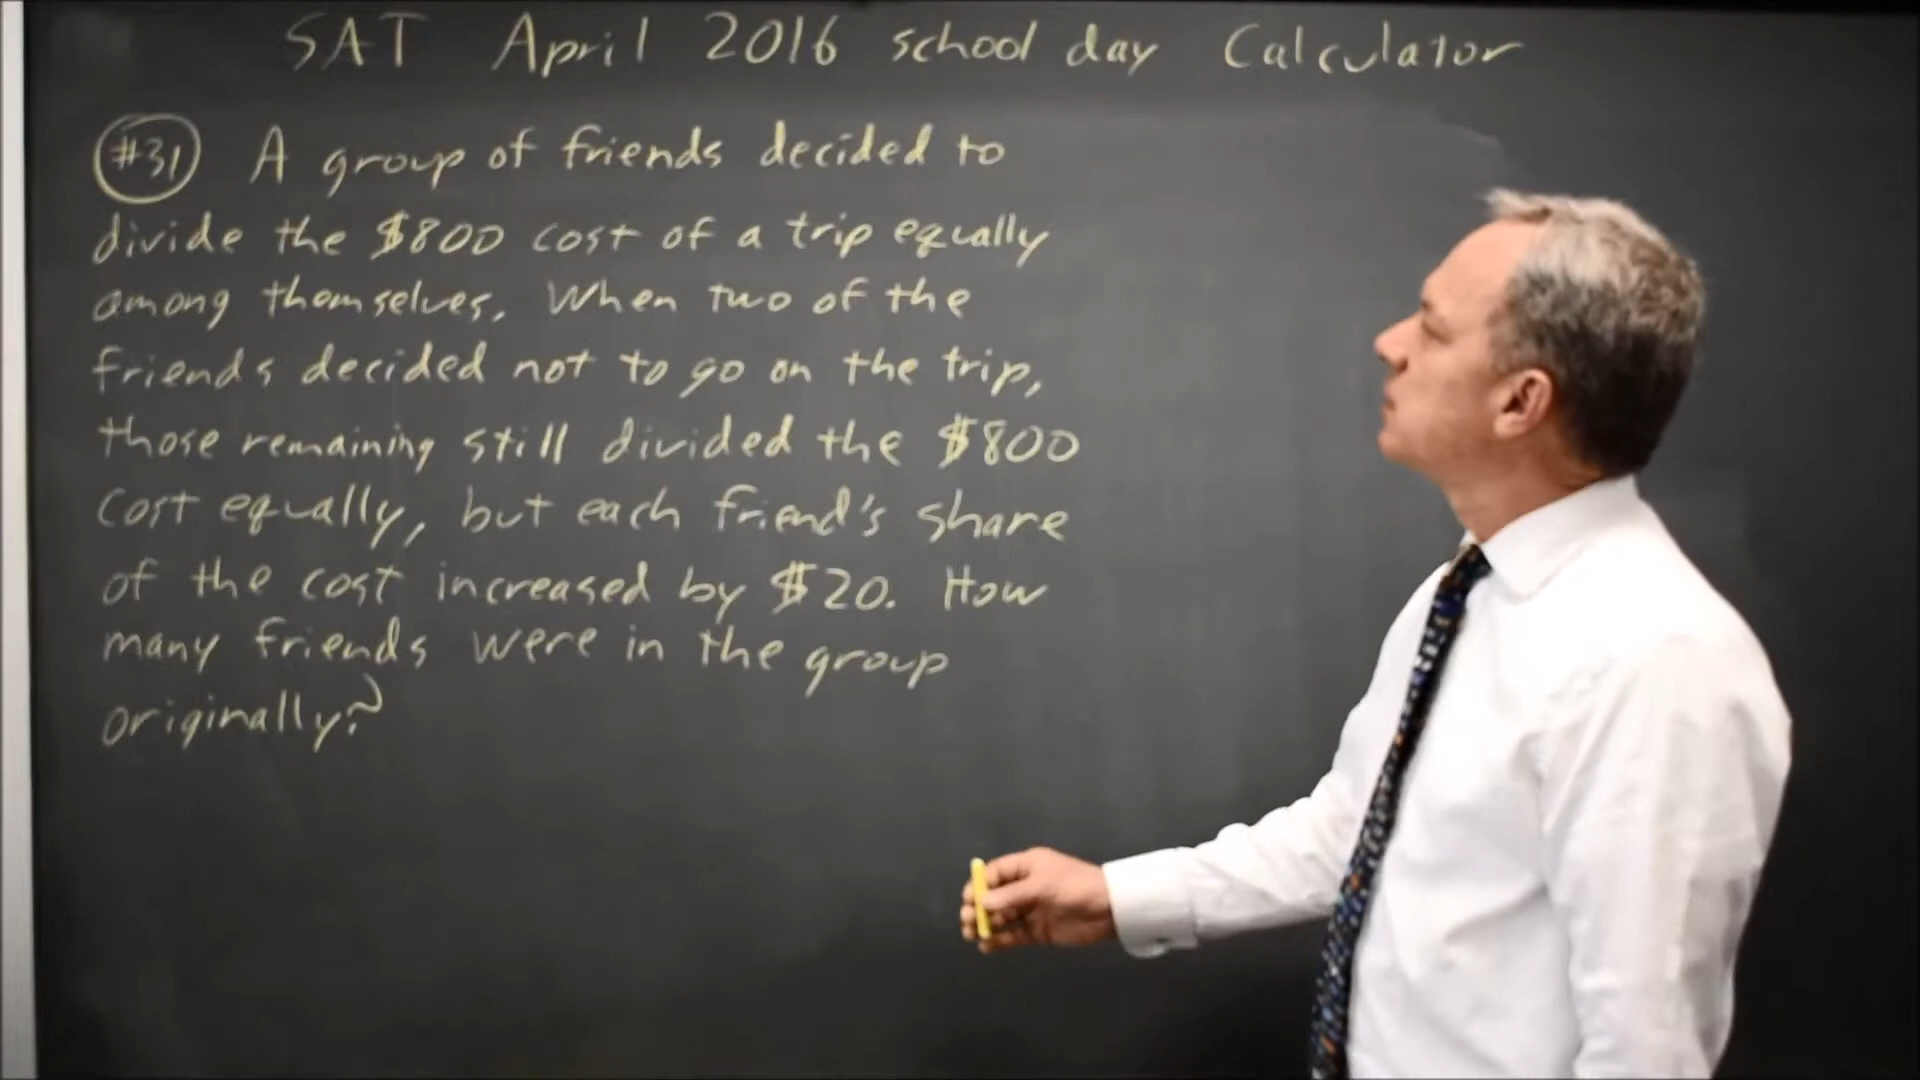 SAT April 2016 school day Calculator
#31 A group of friends decided to
divide the $800 cost of a trip equally
among themselves. When two of the
friends decided not to go on the trip,
those remaining still divided the $800
cost equally, but each friend's share
of the cost increased by $20. How
many friends were in the group
originally?